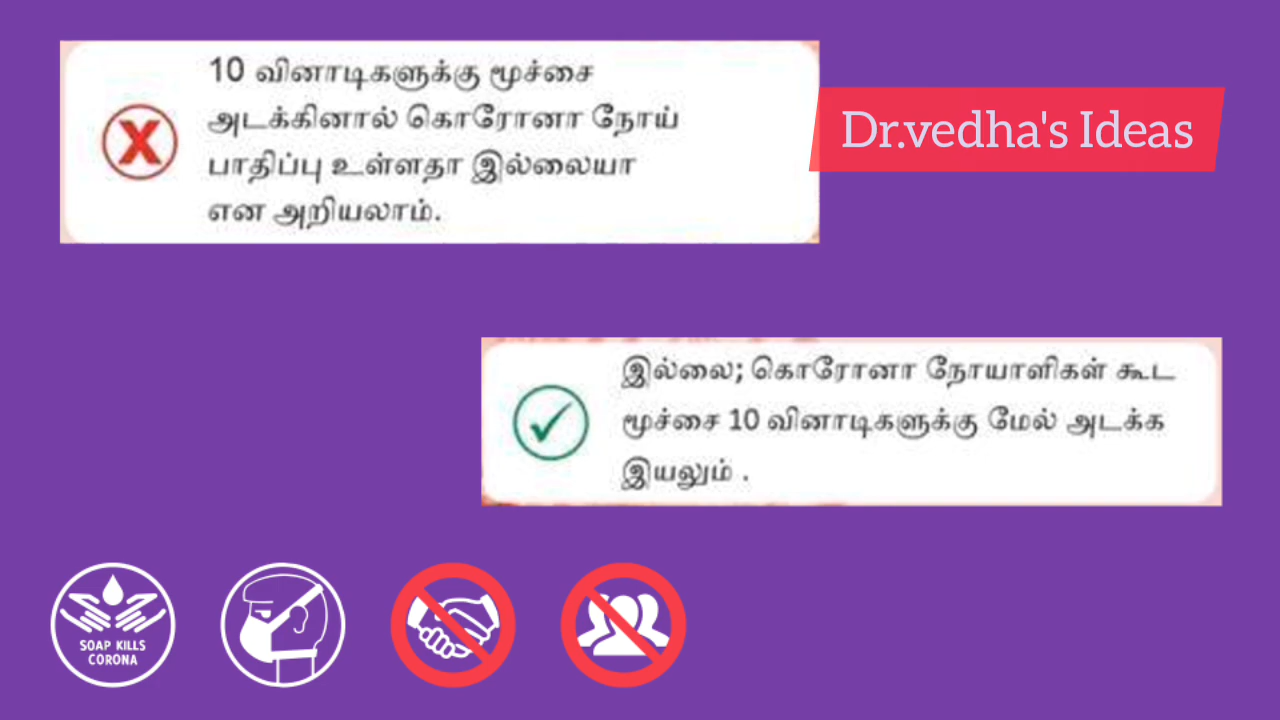 10 வினாடிகளுக்கு மூச்சை
அடக்கினால் கொரோனா நோய்
பாதிப்பு உள்ளதா இல்லையா
என அறியலாம்.
Dr.vedha's Ideas
இல்லை; கொரோனா நோயாளிகள் கூட
மூச்சை 10 வினாடிகளுக்கு மேல் அடக்க
இயலும் .
SOAP KILLS
CORONA